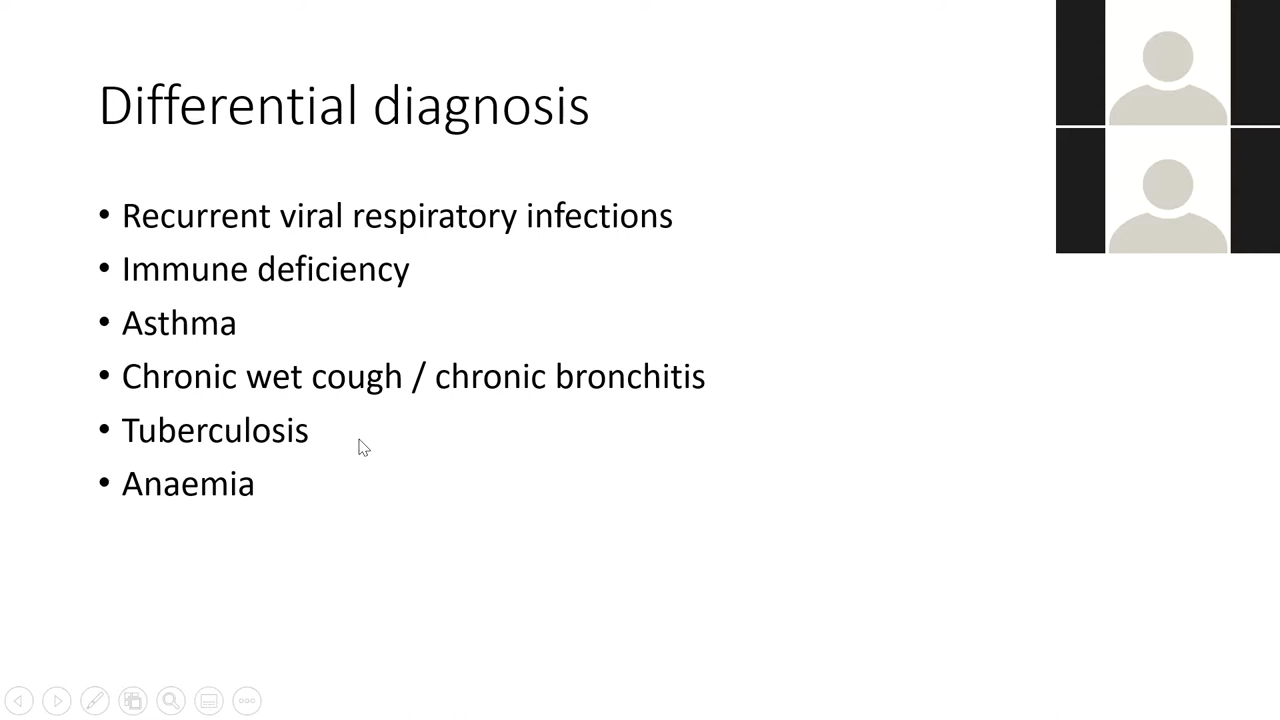 Differential diagnosis
• Recurrent viral respiratory infections
• Immune deficiency
• Asthma
• Chronic wet cough / chronic bronchitis
• Tuberculosis
• Anaemia